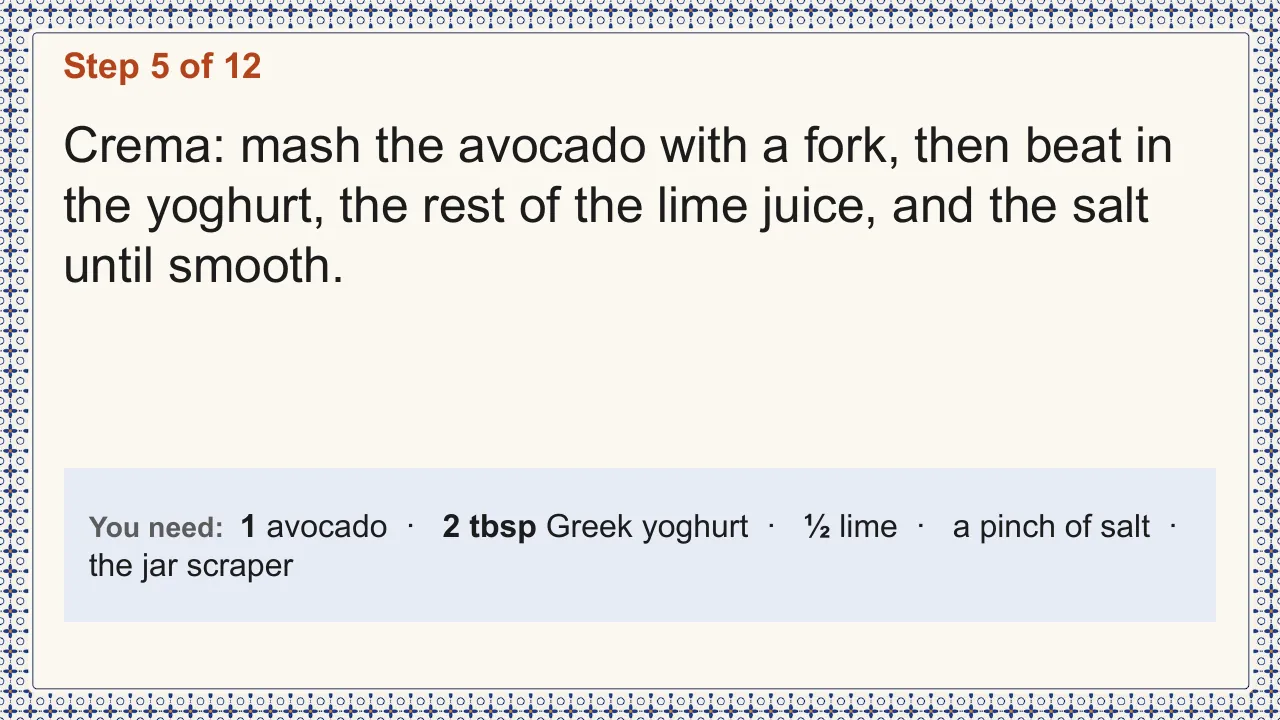 Step 5 of 12
Crema: mash the avocado with a fork, then beat in
the yoghurt, the rest of the lime juice, and the salt
until smooth.
You need: 1 avocado · 2 tbsp Greek yoghurt · ½ lime · a pinch of salt ·
the jar scraper